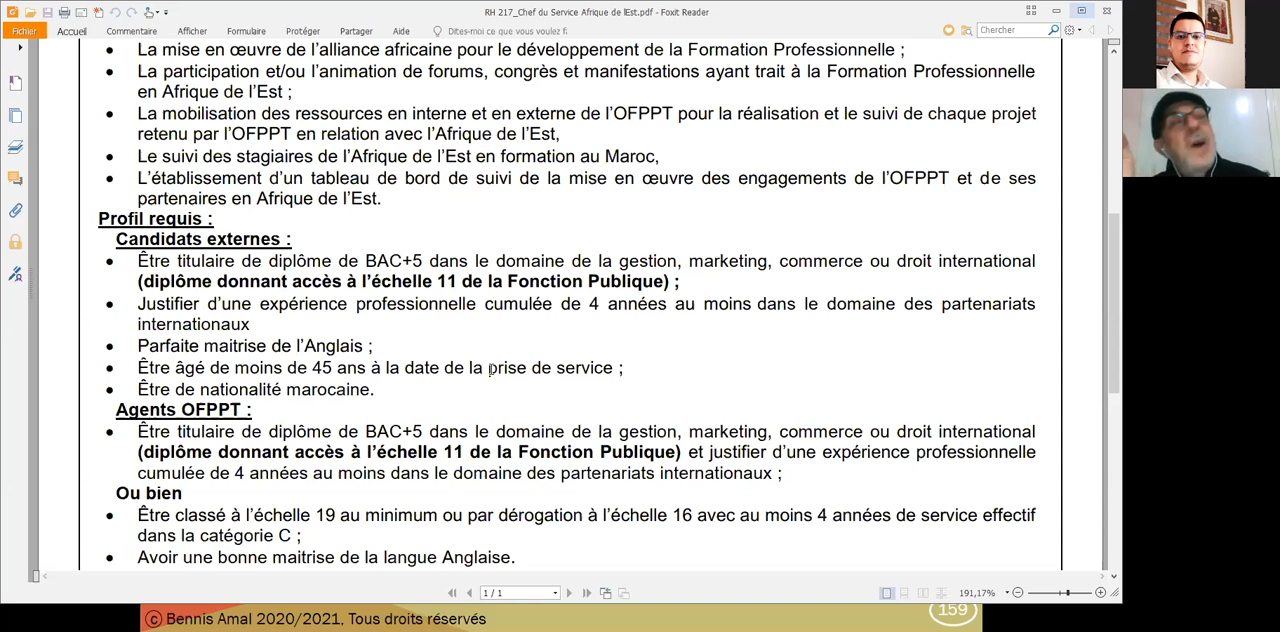 RH 217_Chef du Service Afrique de lEst.pdf - Foxit Reader
Fichier Accueil Commentaire Afficher Formulaire Protéger Partager Aide Dites-moi ce que vous voulez f. Chercher
La mise en œuvre de l'alliance africaine pour le développement de la Formation Professionnelle ;
La participation et/ou l'animation de forums, congrès et manifestations ayant trait à la Formation Professionnelle
en Afrique de l'Est ;
La mobilisation des ressources en interne et en externe de l'OFPPT pour la réalisation et le suivi de chaque projet
retenu par l'OFPPT en relation avec l'Afrique de l'Est,
Le suivi des stagiaires de l'Afrique de l'Est en formation au Maroc,
L'établissement d'un tableau de bord de suivi de la mise en œuvre des engagements de l'OFPPT et de ses
partenaires en Afrique de l'Est.
Profil requis :
Candidats externes :
Être titulaire de diplôme de BAC+5 dans le domaine de la gestion, marketing, commerce ou droit international
(diplôme donnant accès à l'échelle 11 de la Fonction Publique) ;
Justifier d'une expérience professionnelle cumulée de 4 années au moins dans le domaine des partenariats
internationaux
Parfaite maitrise de l'Anglais ;
Être âgé de moins de 45 ans à la date de la prise de service ;
Être de nationalité marocaine.
Agents OFPPT :
Être titulaire de diplôme de BAC+5 dans le domaine de la gestion, marketing, commerce ou droit international
(diplôme donnant accès à l'échelle 11 de la Fonction Publique) et justifier d'une expérience professionnelle
cumulée de 4 années au moins dans le domaine des partenariats internationaux ;
Ou bien
Être classé à l'échelle 19 au minimum ou par dérogation à l'échelle 16 avec au moins 4 années de service effectif
dans la catégorie C ;
Avoir une bonne maitrise de la langue Anglaise.
1 / 1 191,17%
© Bennis Amal 2020/2021, Tous droits réservés 159